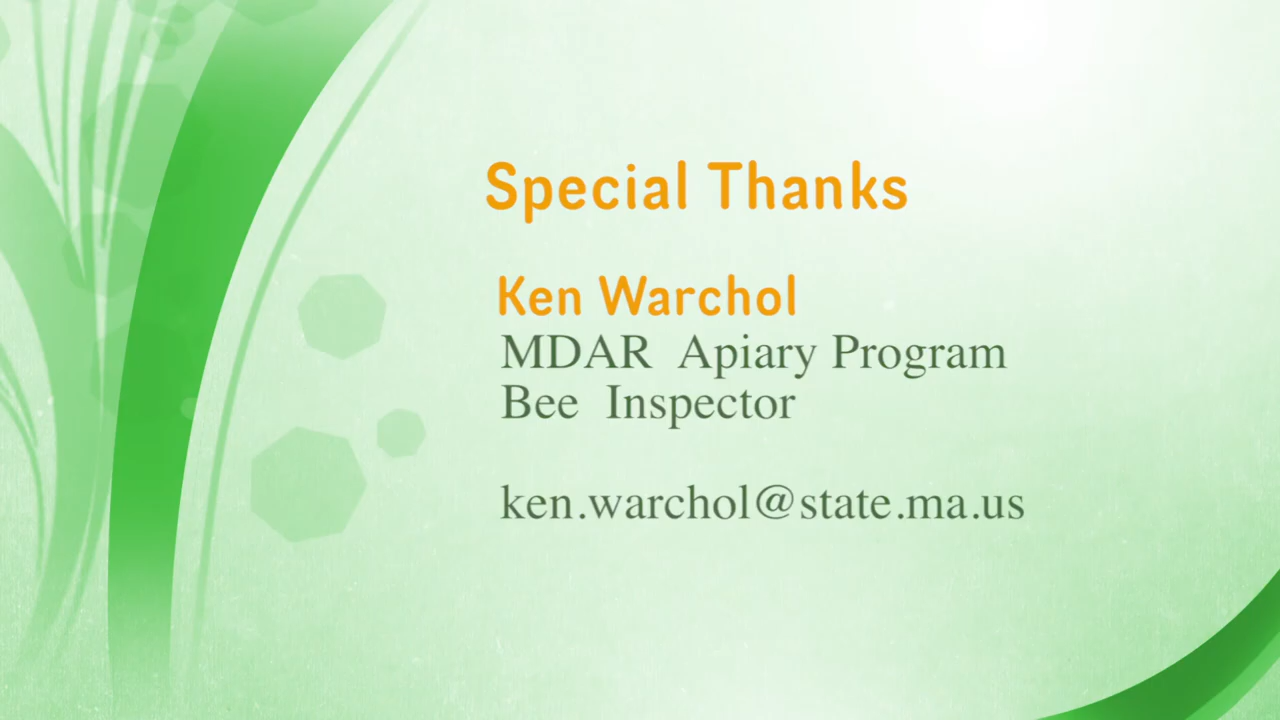 Special Thanks
Ken Warchol
MDAR Apiary Program
Bee Inspector
ken.warchol@state.ma.us